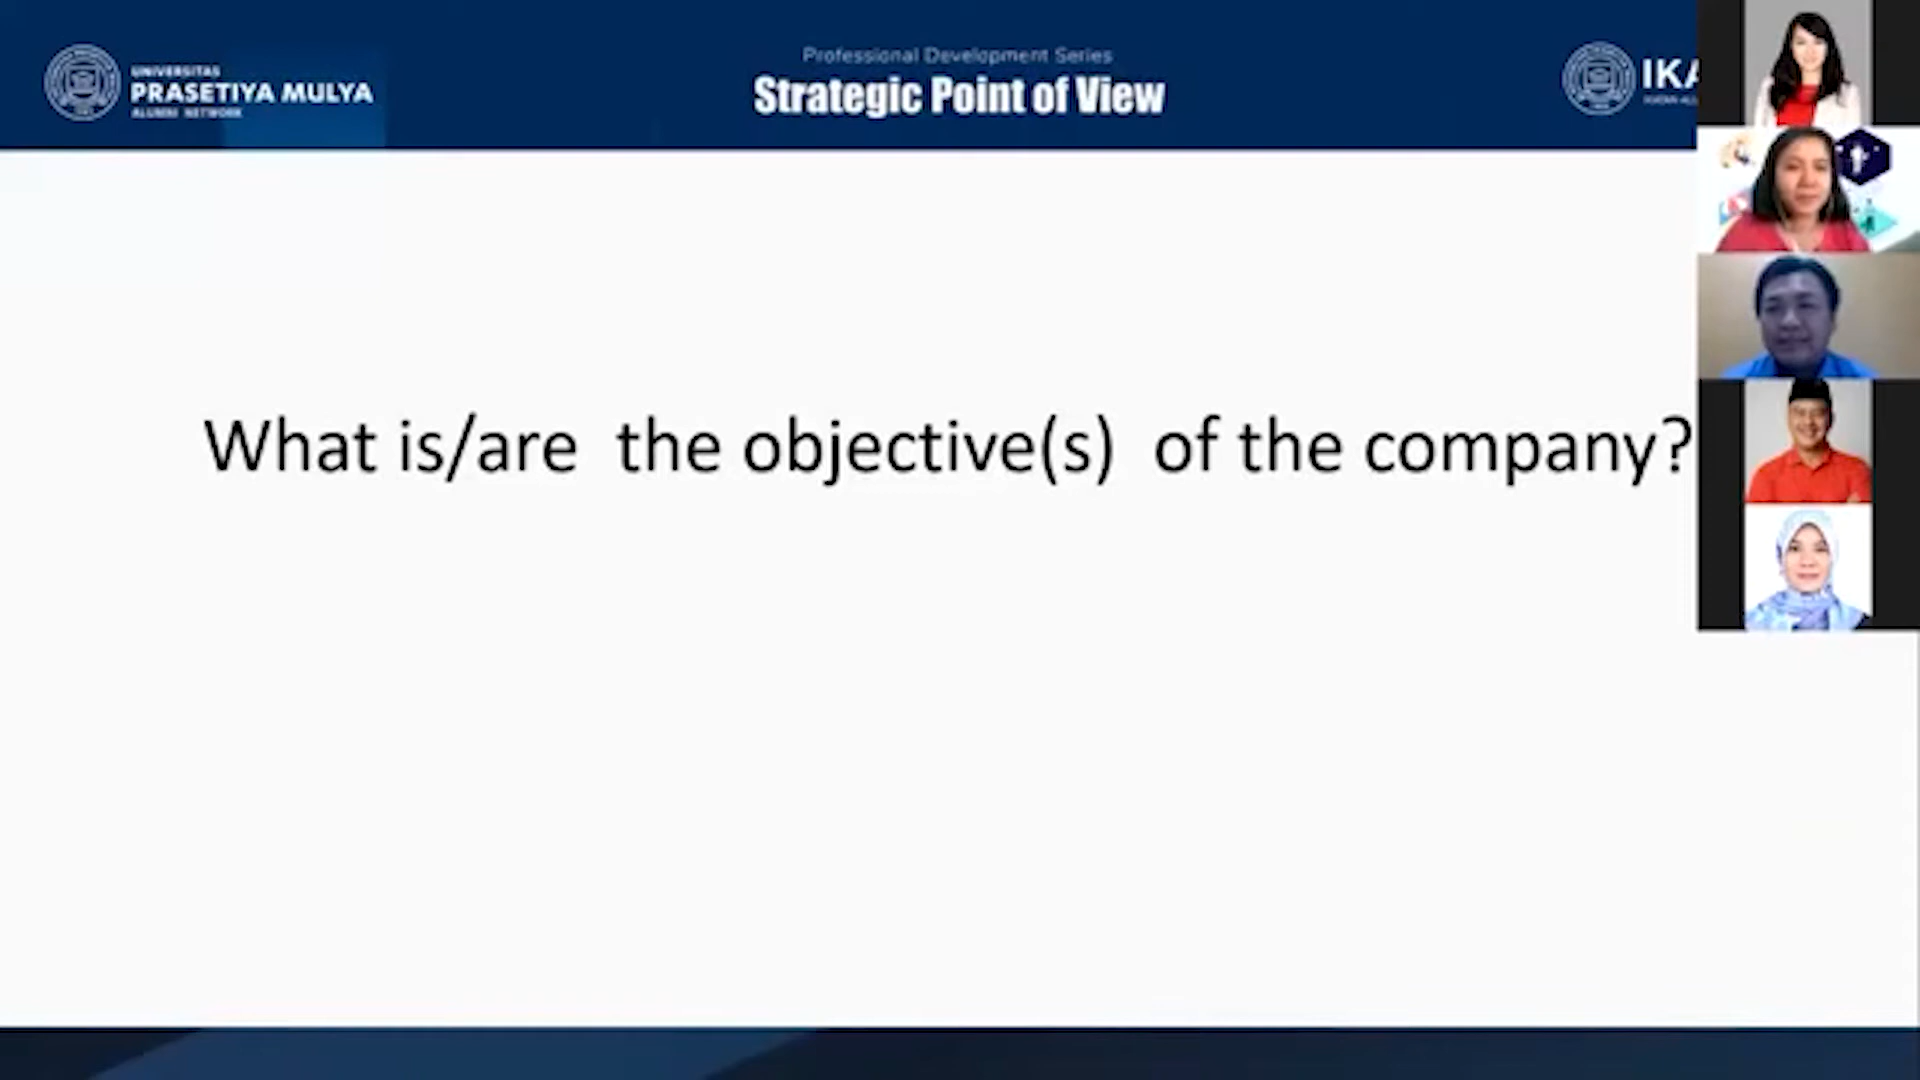 UNIVERSITAS
PRASETIYA MULYA
ALUMNI NETWORK
Professional Development Series
Strategic Point of View
IKA
What is/are the objective(s) of the company?